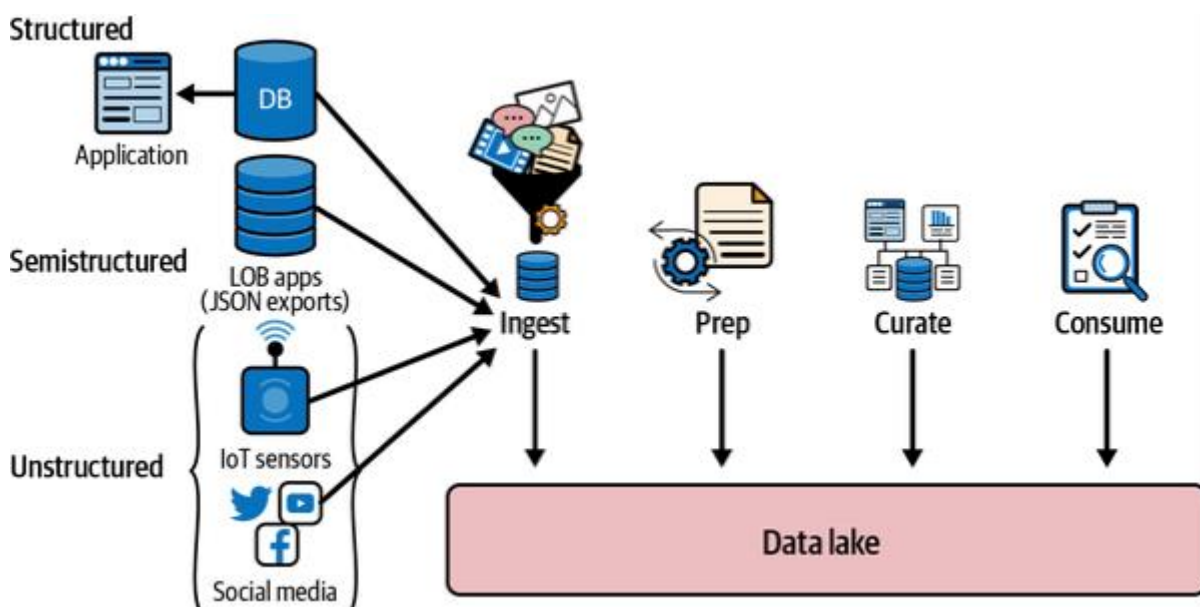 Structured
DB
Application
Semistructured
LOB apps
(JSON exports)
Ingest
Prep
Curate
Consume
Unstructured
IoT sensors
Social media
Data lake